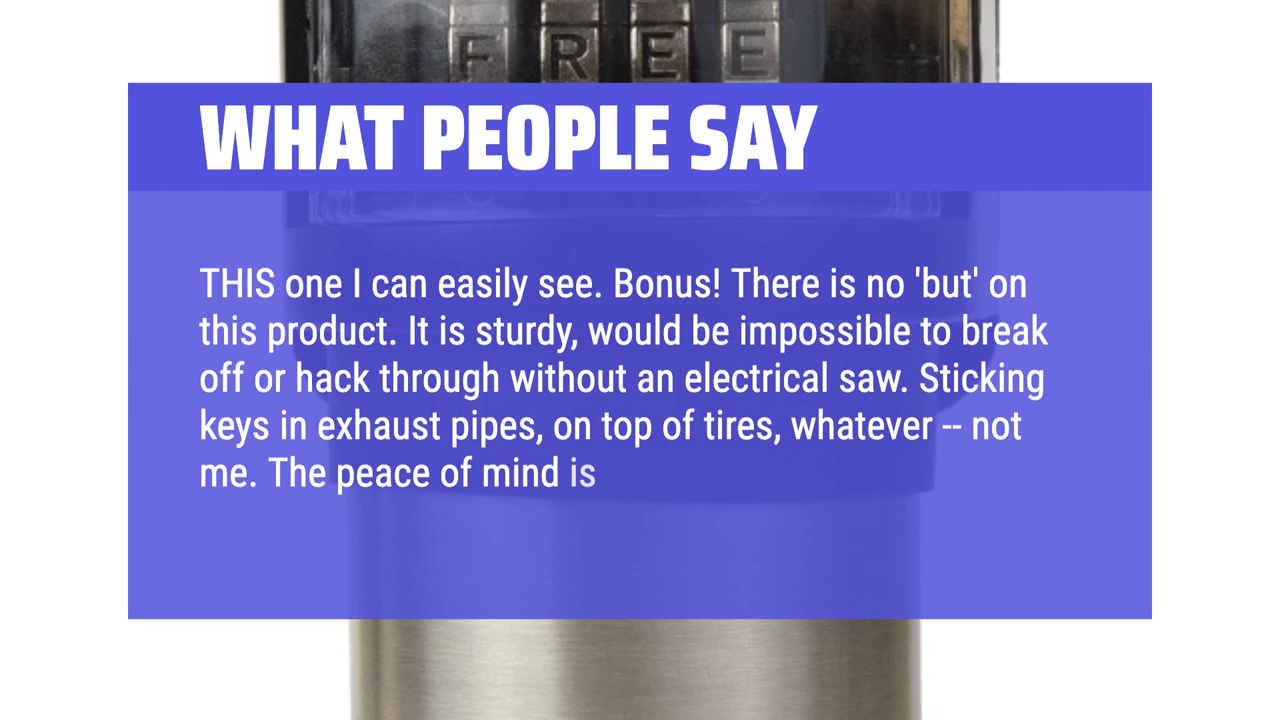 FREE
WHAT PEOPLE SAY
THIS one I can easily see. Bonus! There is no 'but' on
this product. It is sturdy, would be impossible to break
off or hack through without an electrical saw. Sticking
keys in exhaust pipes, on top of tires, whatever -- not
me. The peace of mind is